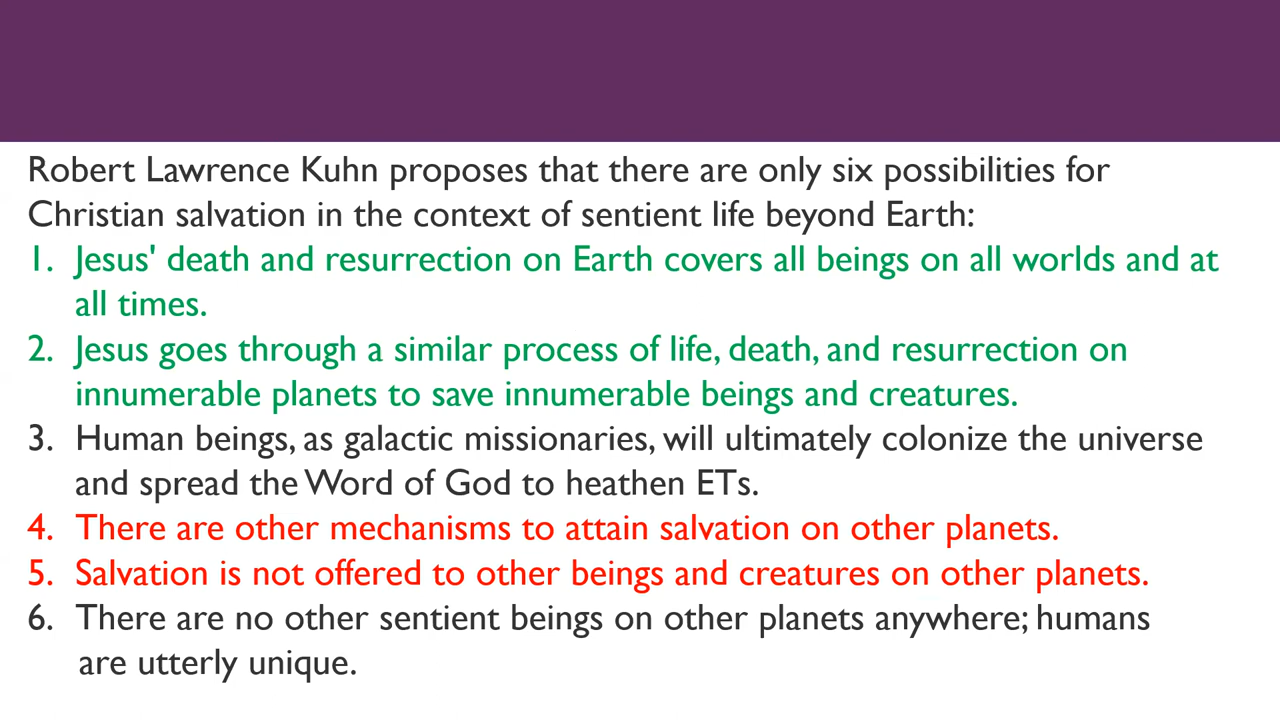 Robert Lawrence Kuhn proposes that there are only six possibilities for
Christian salvation in the context of sentient life beyond Earth:
1. Jesus' death and resurrection on Earth covers all beings on all worlds and at
all times.
2. Jesus goes through a similar process of life, death, and resurrection on
innumerable planets to save innumerable beings and creatures.
3. Human beings, as galactic missionaries, will ultimately colonize the universe
and spread the Word of God to heathen ETs.
4. There are other mechanisms to attain salvation on other planets.
5. Salvation is not offered to other beings and creatures on other planets.
6. There are no other sentient beings on other planets anywhere; humans
are utterly unique.